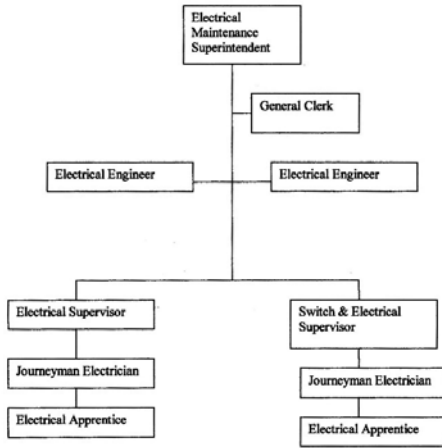 Electrical
Maintenance
Superintendent
General Clerk
Electrical Engineer
Electrical Engineer
Electrical Supervisor
Switch & Electrical
Supervisor
Journeyman Electrician
Journeyman Electrician
Electrical Apprentice
Electrical Apprentice